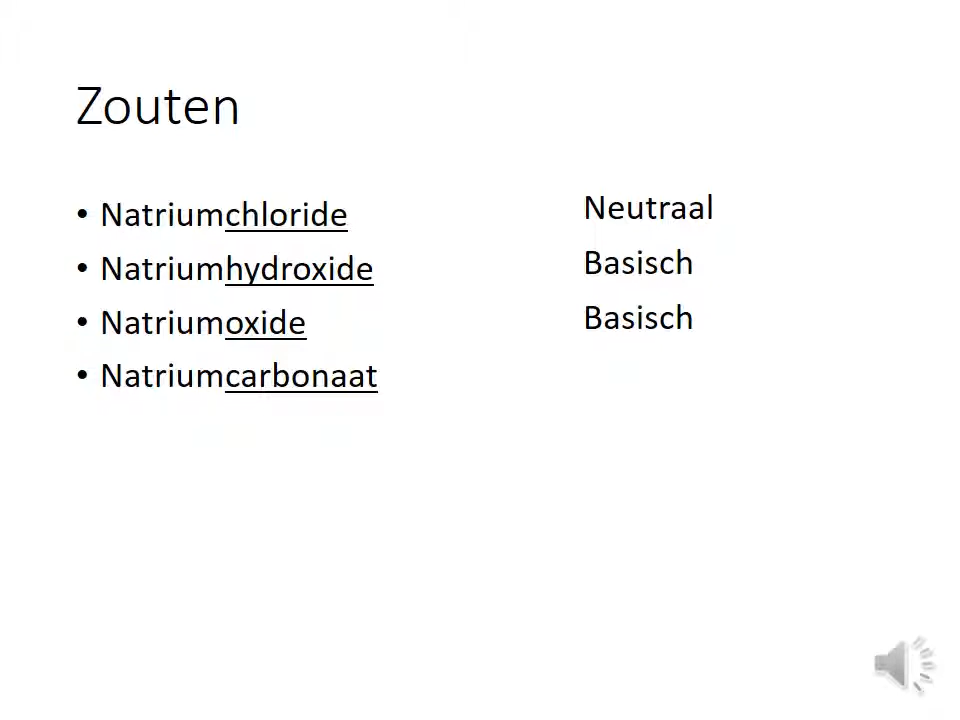 Zouten
• Natriumchloride Neutraal
• Natriumhydroxide Basisch
• Natriumoxide Basisch
• Natriumcarbonaat